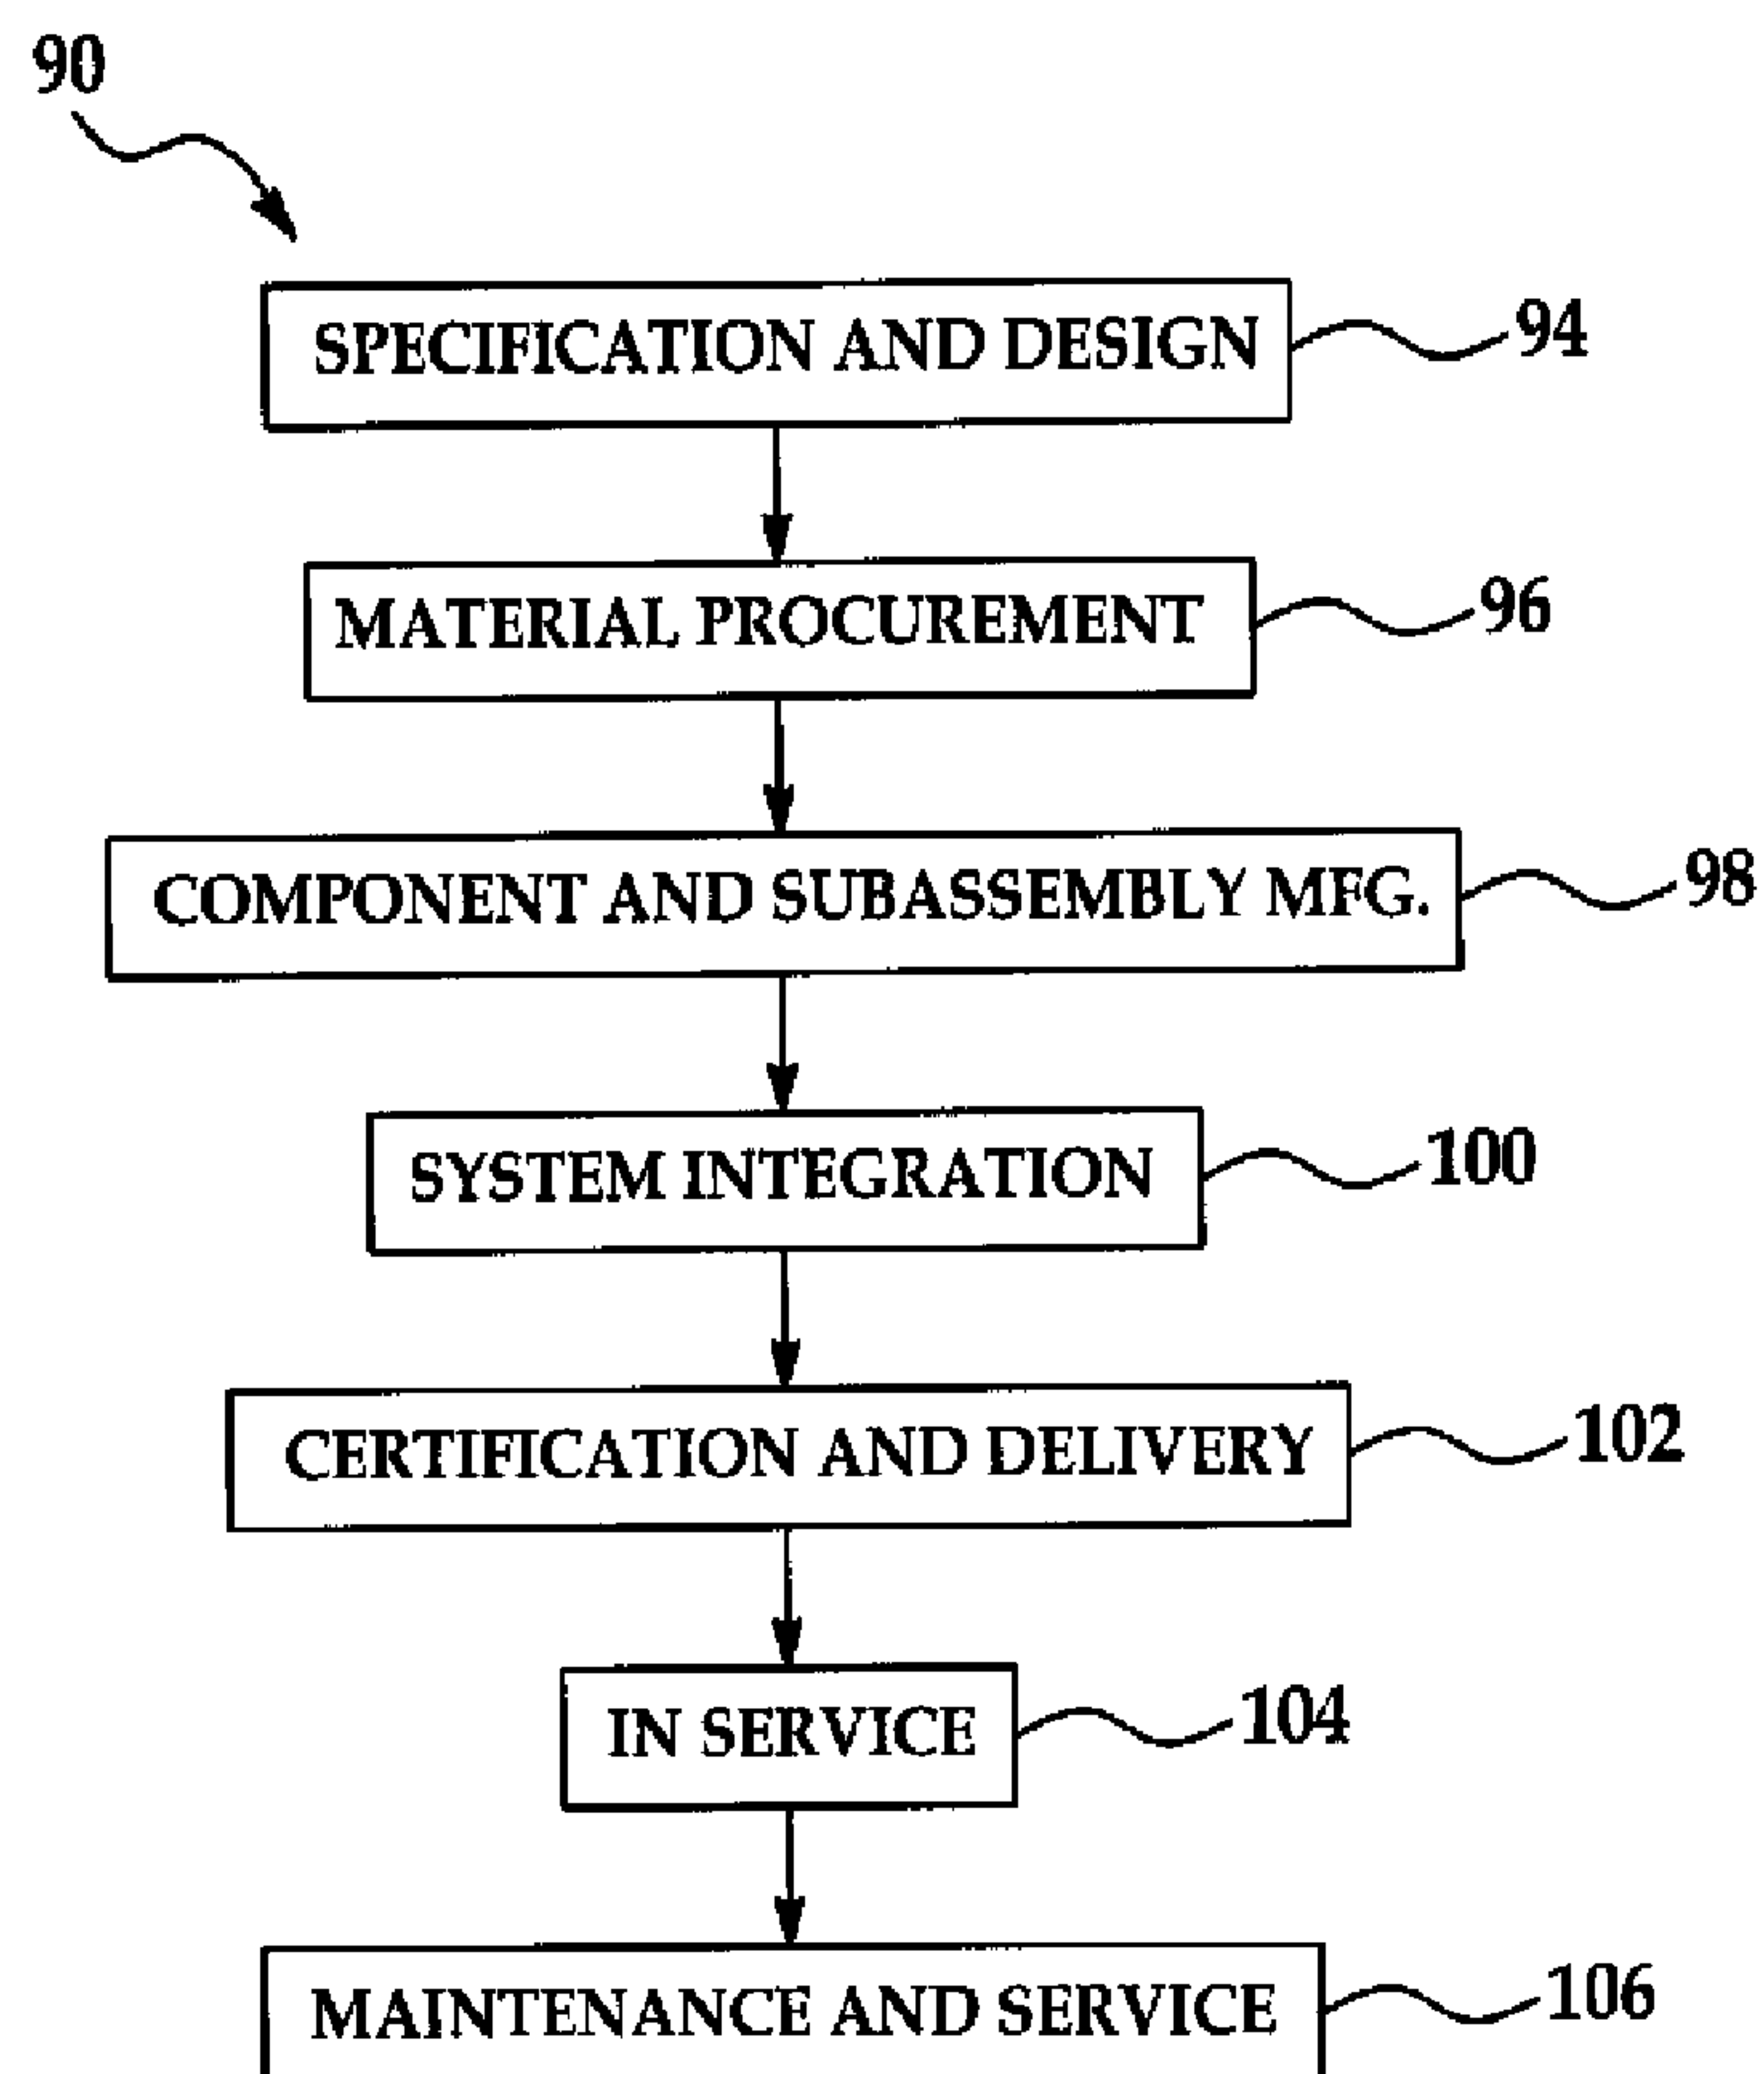 90
SPECIFICATION AND DESIGN 94
MATERIAL PROCUREMENT 96
COMPONENT AND SUBASSEMBLY MFG. 98
SYSTEM INTEGRATION 100
CERTIFICATION AND DELIVERY 102
IN SERVICE 104
MAINTENANCE AND SERVICE 106